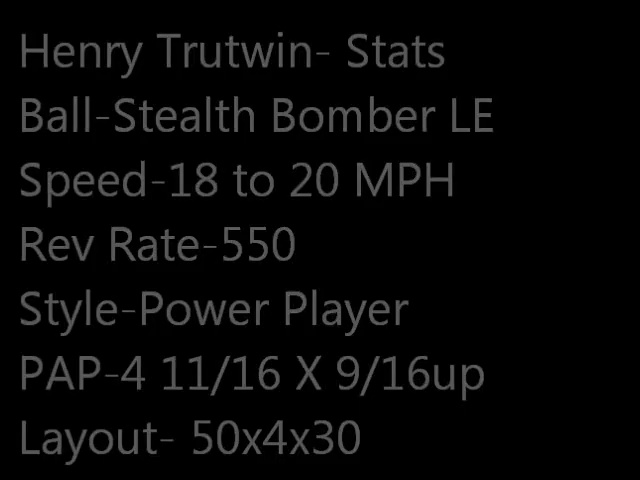 Henry Trutwin- Stats
Ball-Stealth Bomber LE
Speed-18 to 20 MPH
Rev Rate-550
Style-Power Player
PAP-4 11/16 X 9/16up
Layout- 50x4x30